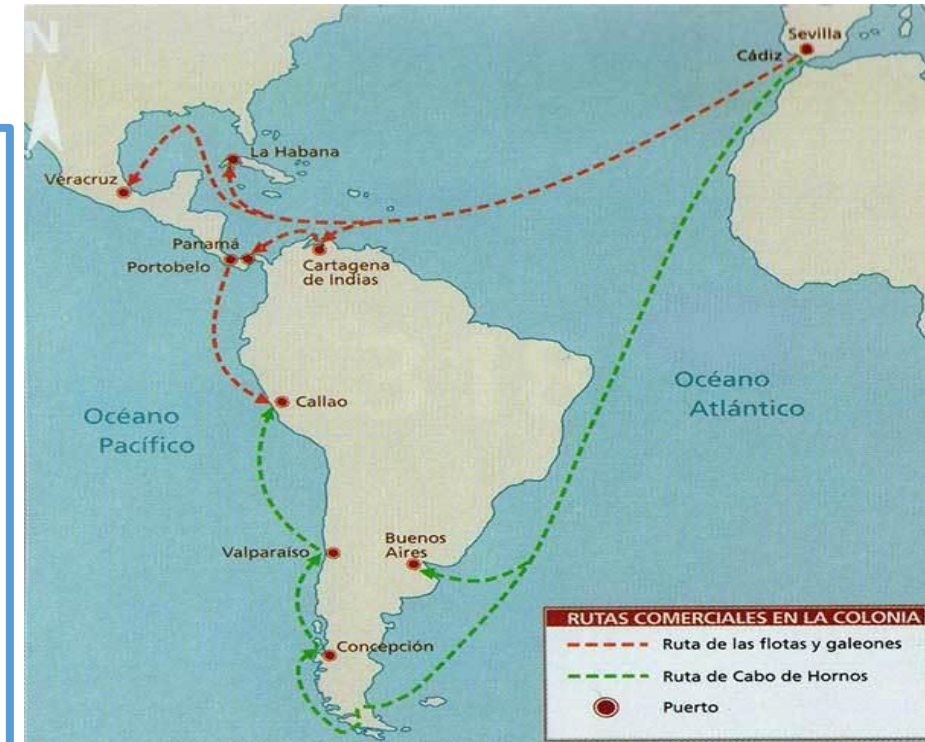 N
Sevilla
Cádiz
La Habana
Veracruz
Panamá
Portobelo
Cartagena
de Indias
Océano
Atlántico
Callao
Océano
Pacífico
Valparaíso
Buenos
Aires
Concepción
RUTAS COMERCIALES EN LA COLONIA
Ruta de las flotas y galeones
Ruta de Cabo de Hornos
Puerto